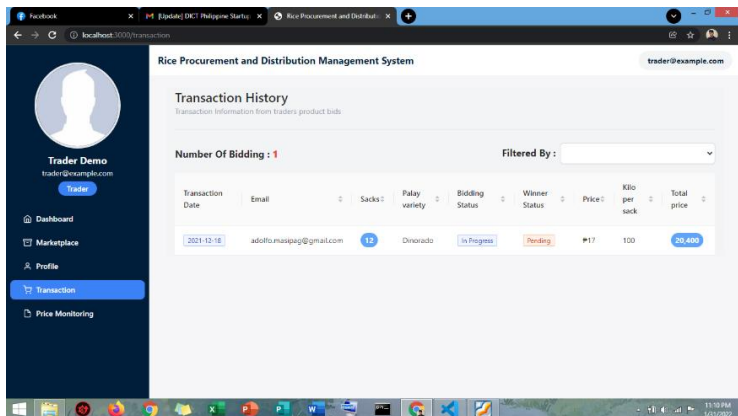 Facebook
[Update] DICT Philippine Startup
Rice Procurement and Distributi
localhost:3000/transaction
Rice Procurement and Distribution Management System
trader@example.com
Trader Demo
trader@example.com
Trader
Dashboard
Marketplace
Profile
Transaction
Price Monitoring
Transaction History
Transaction Information from traders product bids
Number Of Bidding : 1
Filtered By :
Transaction Date
Email
Sacks
Palay variety
Bidding Status
Winner Status
Price
Kilo per sack
Total price
2021-12-18
adolfo.masipag@gmail.com
12
Dinorado
In Progress
Pending
₱17
100
20,400
11:10 PM